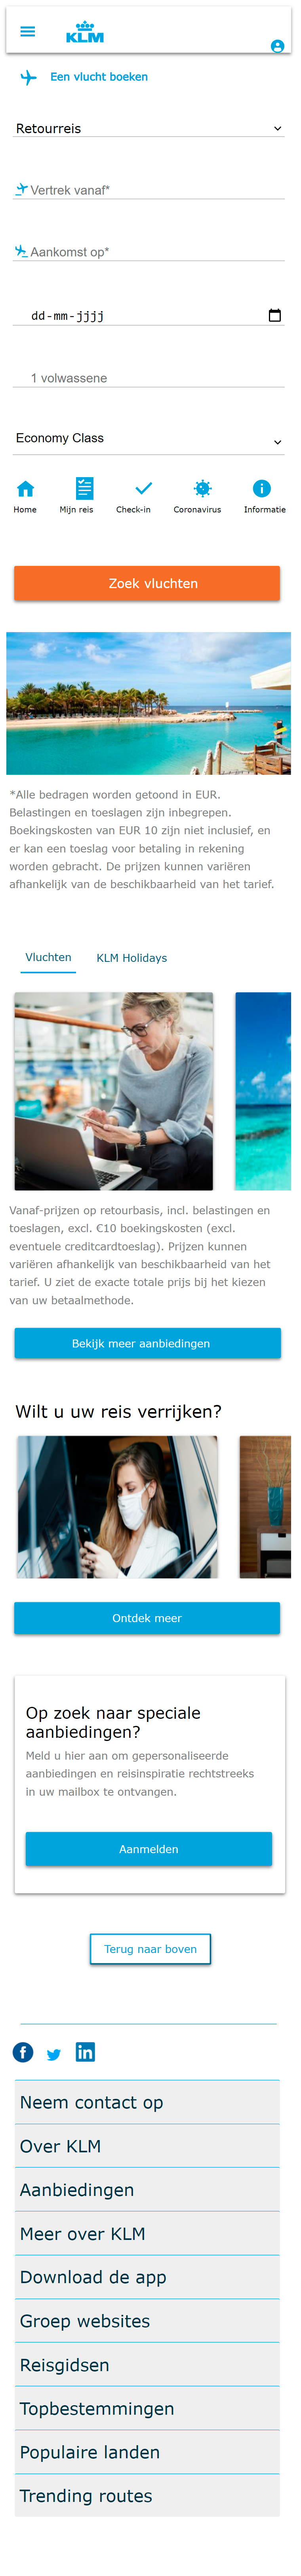 KLM
Een vlucht boeken
Retourreis
Vertrek vanaf*
Aankomst op*
dd-mm-jjjj
1 volwassene
Economy Class
Home Mijn reis Check-in Coronavirus Informatie
Zoek vluchten
*Alle bedragen worden getoond in EUR.
Belastingen en toeslagen zijn inbegrepen.
Boekingskosten van EUR 10 zijn niet inclusief, en
er kan een toeslag voor betaling in rekening
worden gebracht. De prijzen kunnen variëren
afhankelijk van de beschikbaarheid van het tarief.
Vluchten KLM Holidays
Vanaf-prijzen op retourbasis, incl. belastingen en
toeslagen, excl. €10 boekingskosten (excl.
eventuele creditcardtoeslag). Prijzen kunnen
variëren afhankelijk van beschikbaarheid van het
tarief. U ziet de exacte totale prijs bij het kiezen
van uw betaalmethode.
Bekijk meer aanbiedingen
Wilt u uw reis verrijken?
Ontdek meer
Op zoek naar speciale
aanbiedingen?
Meld u hier aan om gepersonaliseerde
aanbiedingen en reisinspiratie rechtstreeks
in uw mailbox te ontvangen.
Aanmelden
Terug naar boven
Neem contact op
Over KLM
Aanbiedingen
Meer over KLM
Download de app
Groep websites
Reisgidsen
Topbestemmingen
Populaire landen
Trending routes